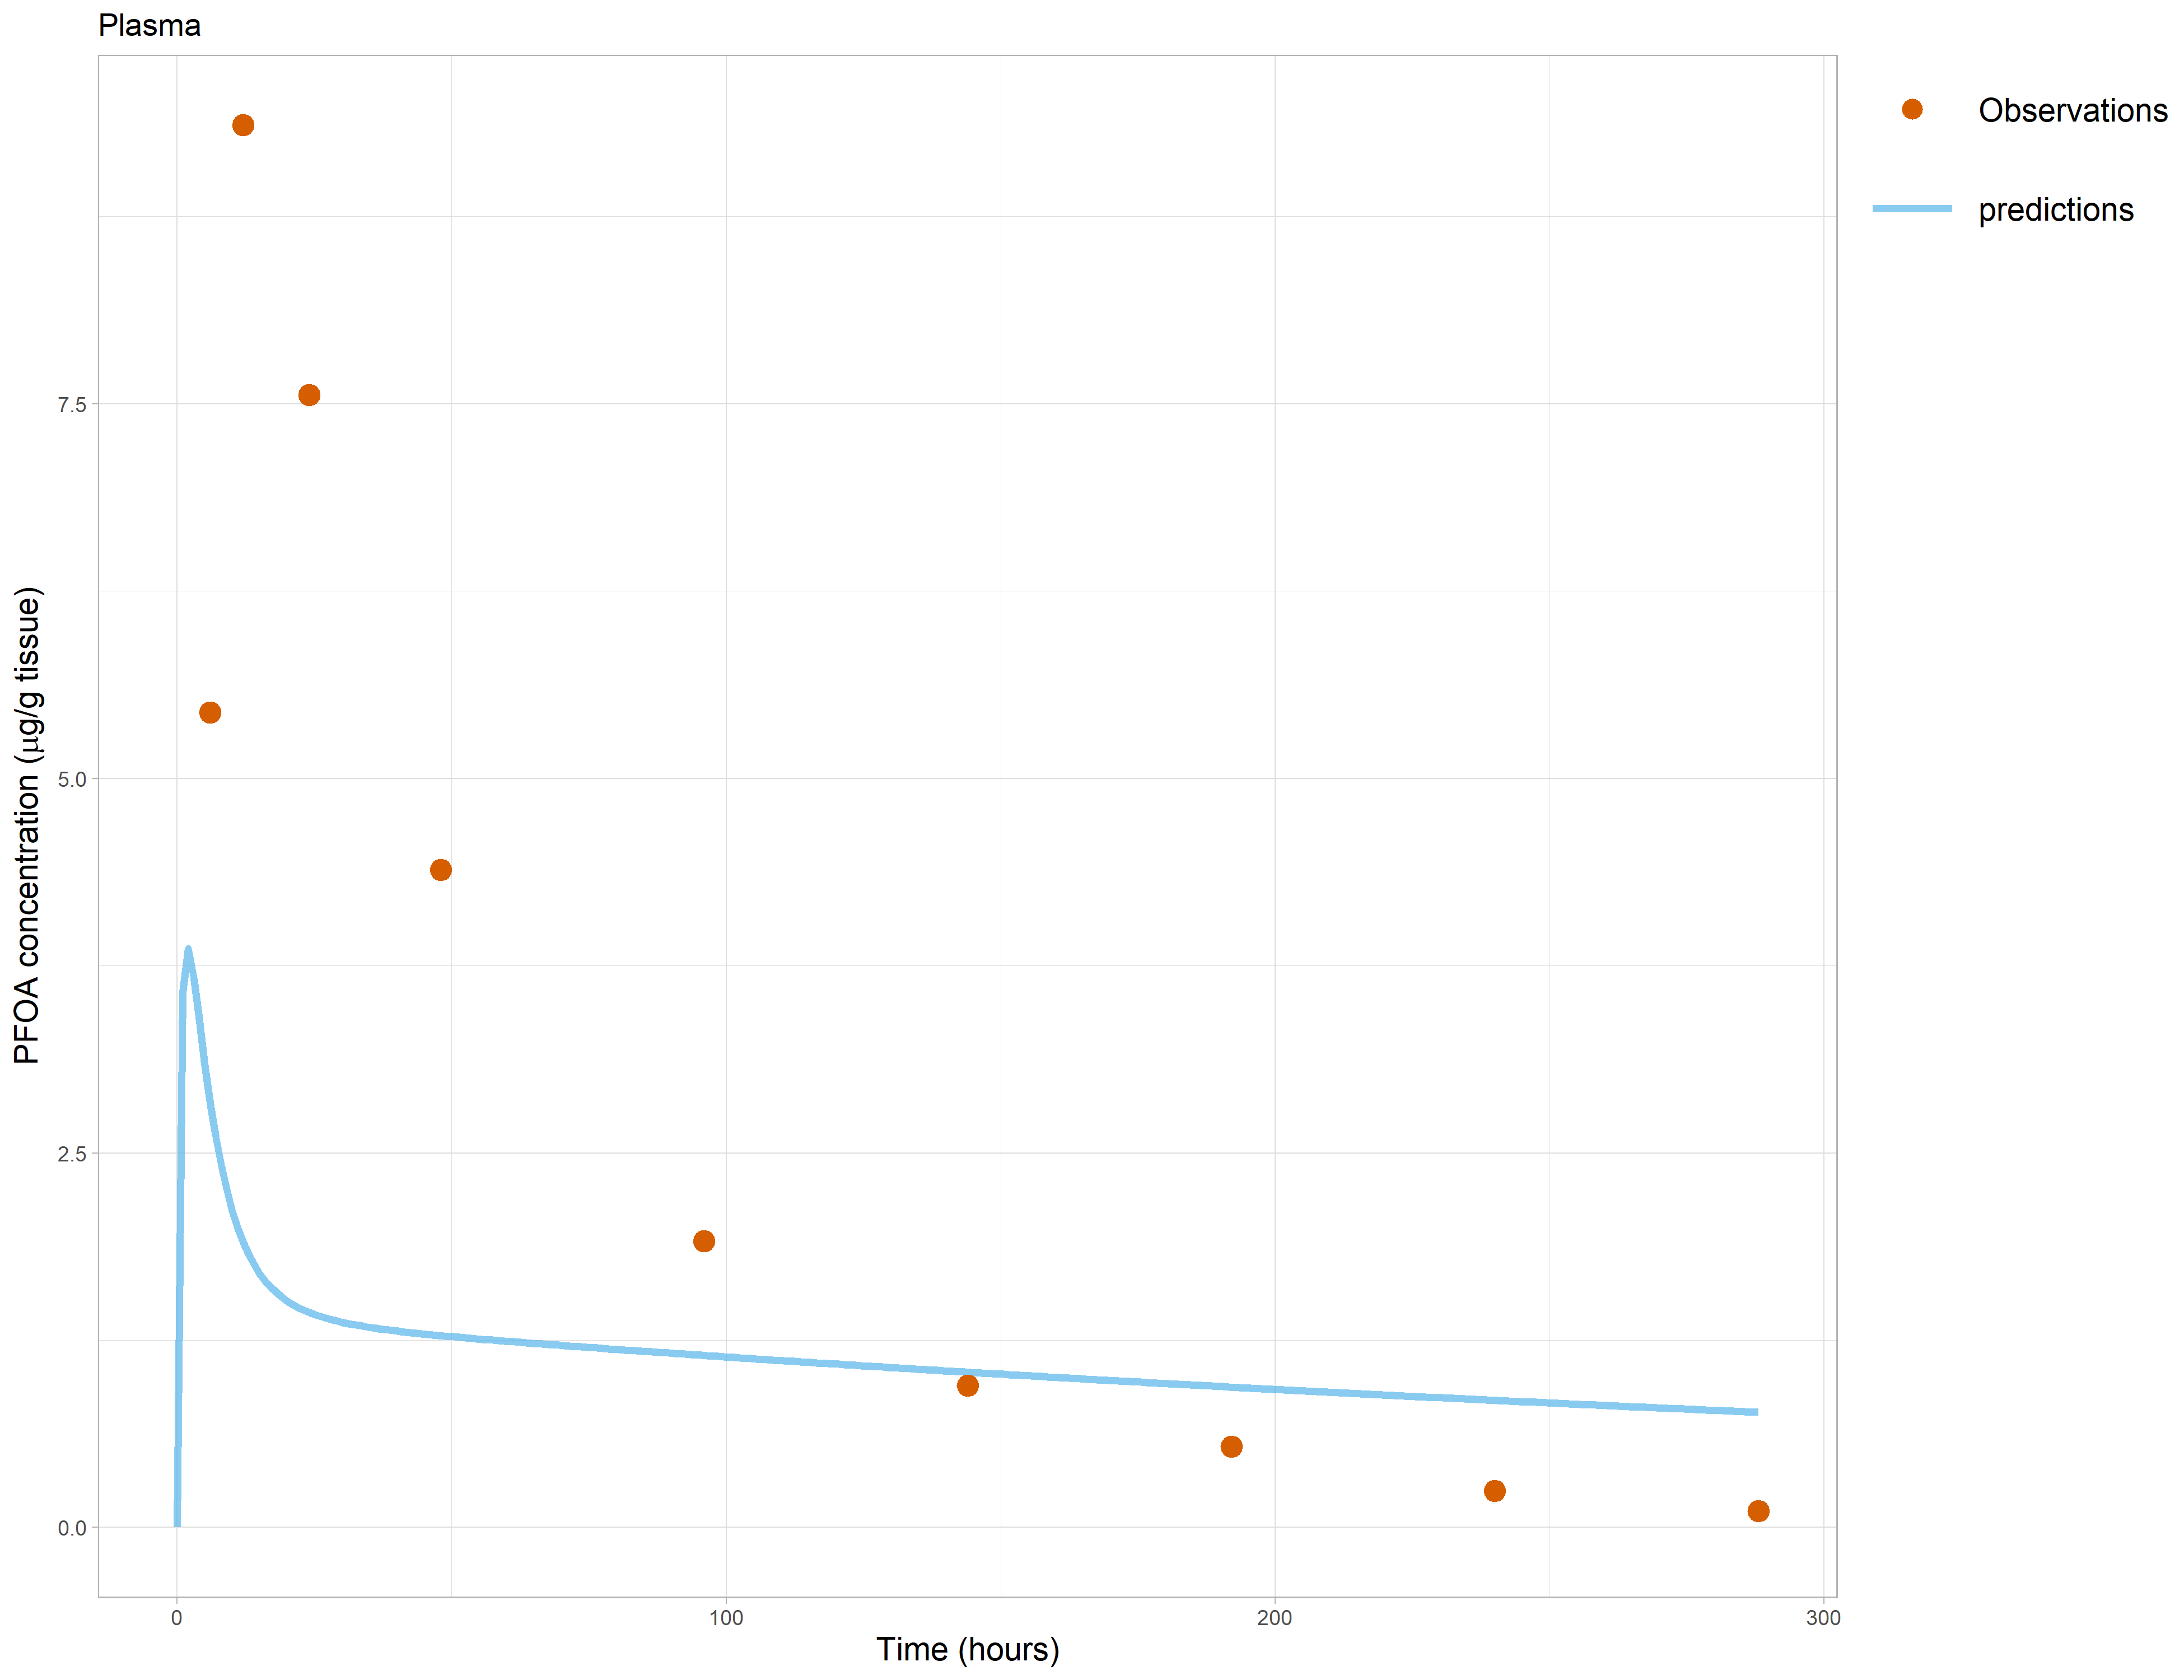 Plasma
Observations
predictions
PFOA concentration (μg/g tissue)
7.5
5.0
2.5
0.0
0
100
200
300
Time (hours)